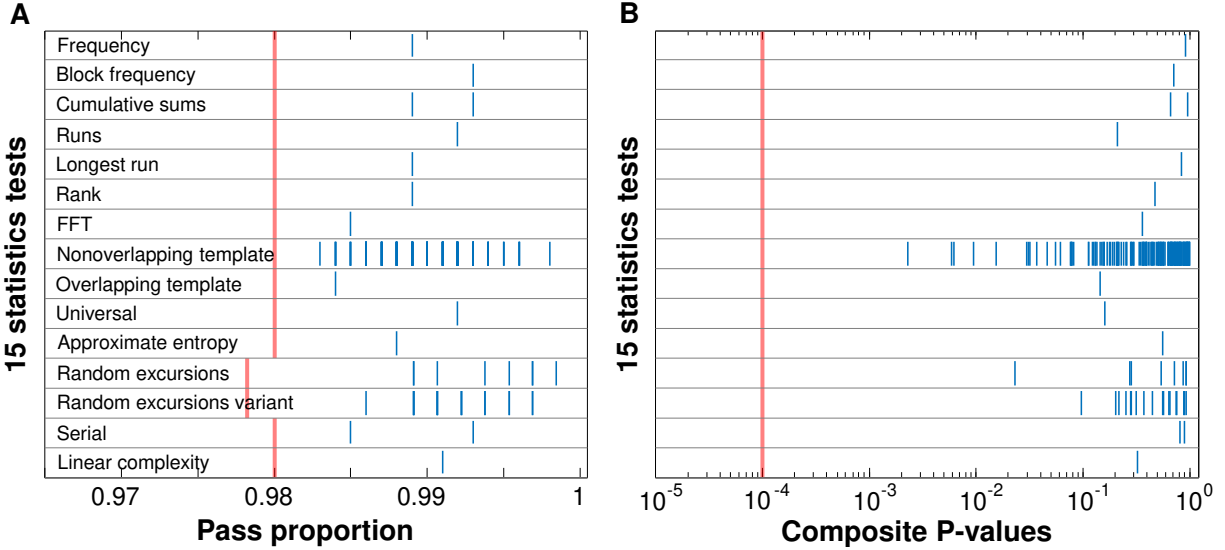 A
15 statistics tests
Frequency
Block frequency
Cumulative sums
Runs
Longest run
Rank
FFT
Nonoverlapping template
Overlapping template
Universal
Approximate entropy
Random excursions
Random excursions variant
Serial
Linear complexity
0.97 0.98 0.99 1
Pass proportion
B
15 statistics tests
10⁻⁵ 10⁻⁴ 10⁻³ 10⁻² 10⁻¹ 10⁰
Composite P-values